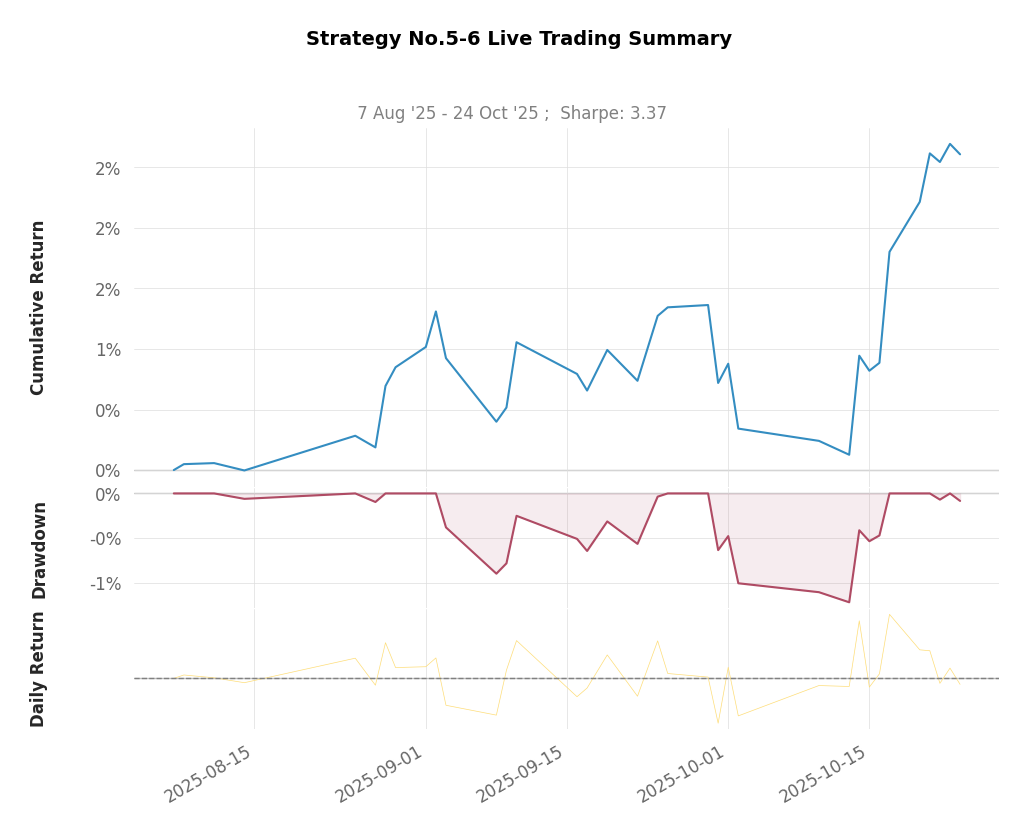 Strategy No.5-6 Live Trading Summary
7 Aug '25 - 24 Oct '25 ;  Sharpe: 3.37
Cumulative Return
2%
2%
2%
1%
0%
0%
Drawdown
0%
-0%
-1%
Daily Return
2025-08-15
2025-09-01
2025-09-15
2025-10-01
2025-10-15